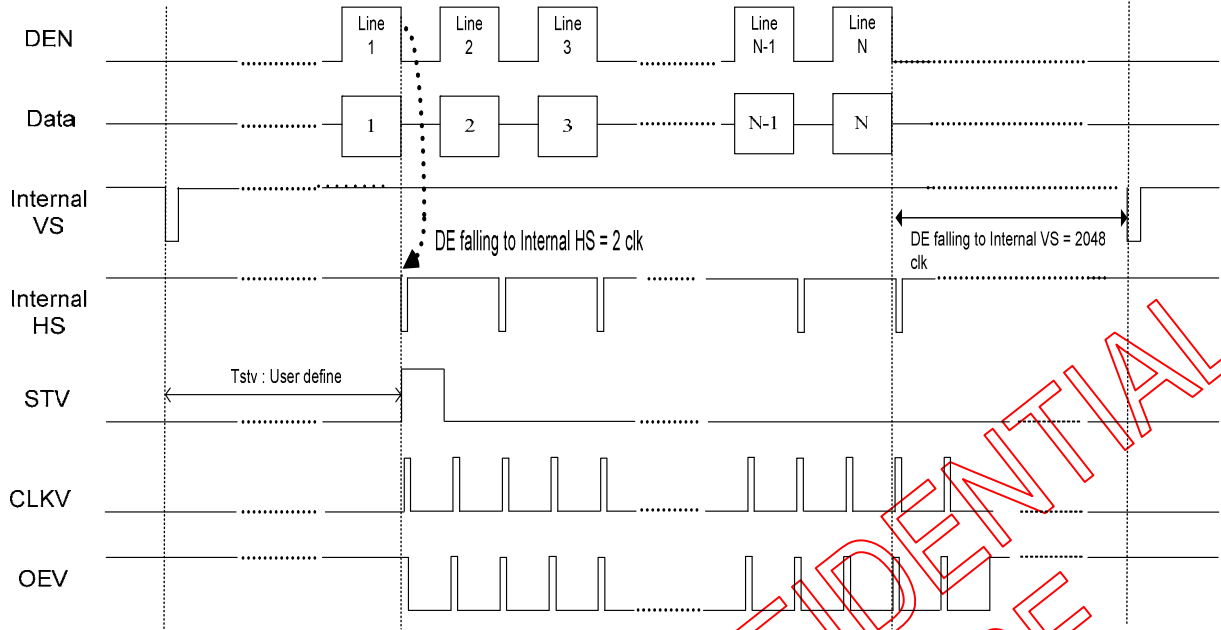 DEN
Line
1
Line
2
Line
3
Line
N-1
Line
N
Data
1
2
3
N-1
N
Internal
VS
DE falling to Internal HS = 2 clk
DE falling to Internal VS = 2048
clk
Internal
HS
Tstv : User define
STV
CLKV
OEV
FIDENTIAL